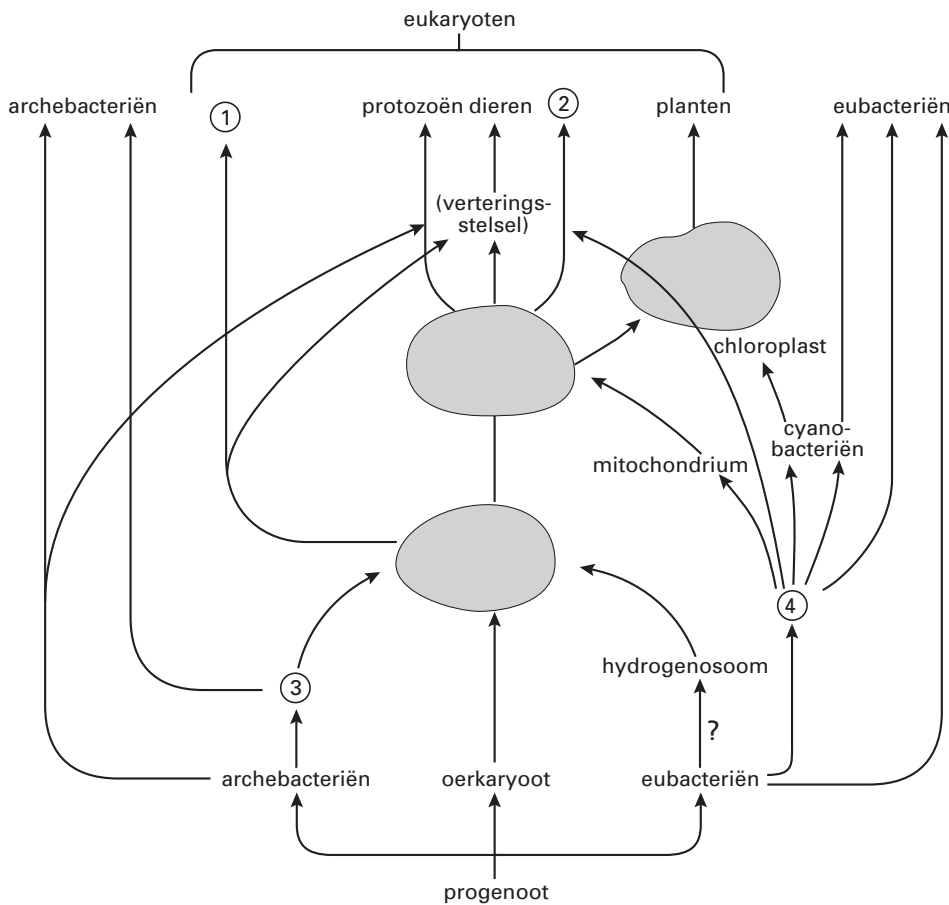 eukaryoten
archebacteriën
1
protozoën dieren
2
planten
eubacteriën
(verterings-
stelsel)
chloroplast
cyano-
bacteriën
mitochondrium
4
hydrogenosoom
3
?
archebacteriën
oerkaryoot
eubacteriën
progenoot